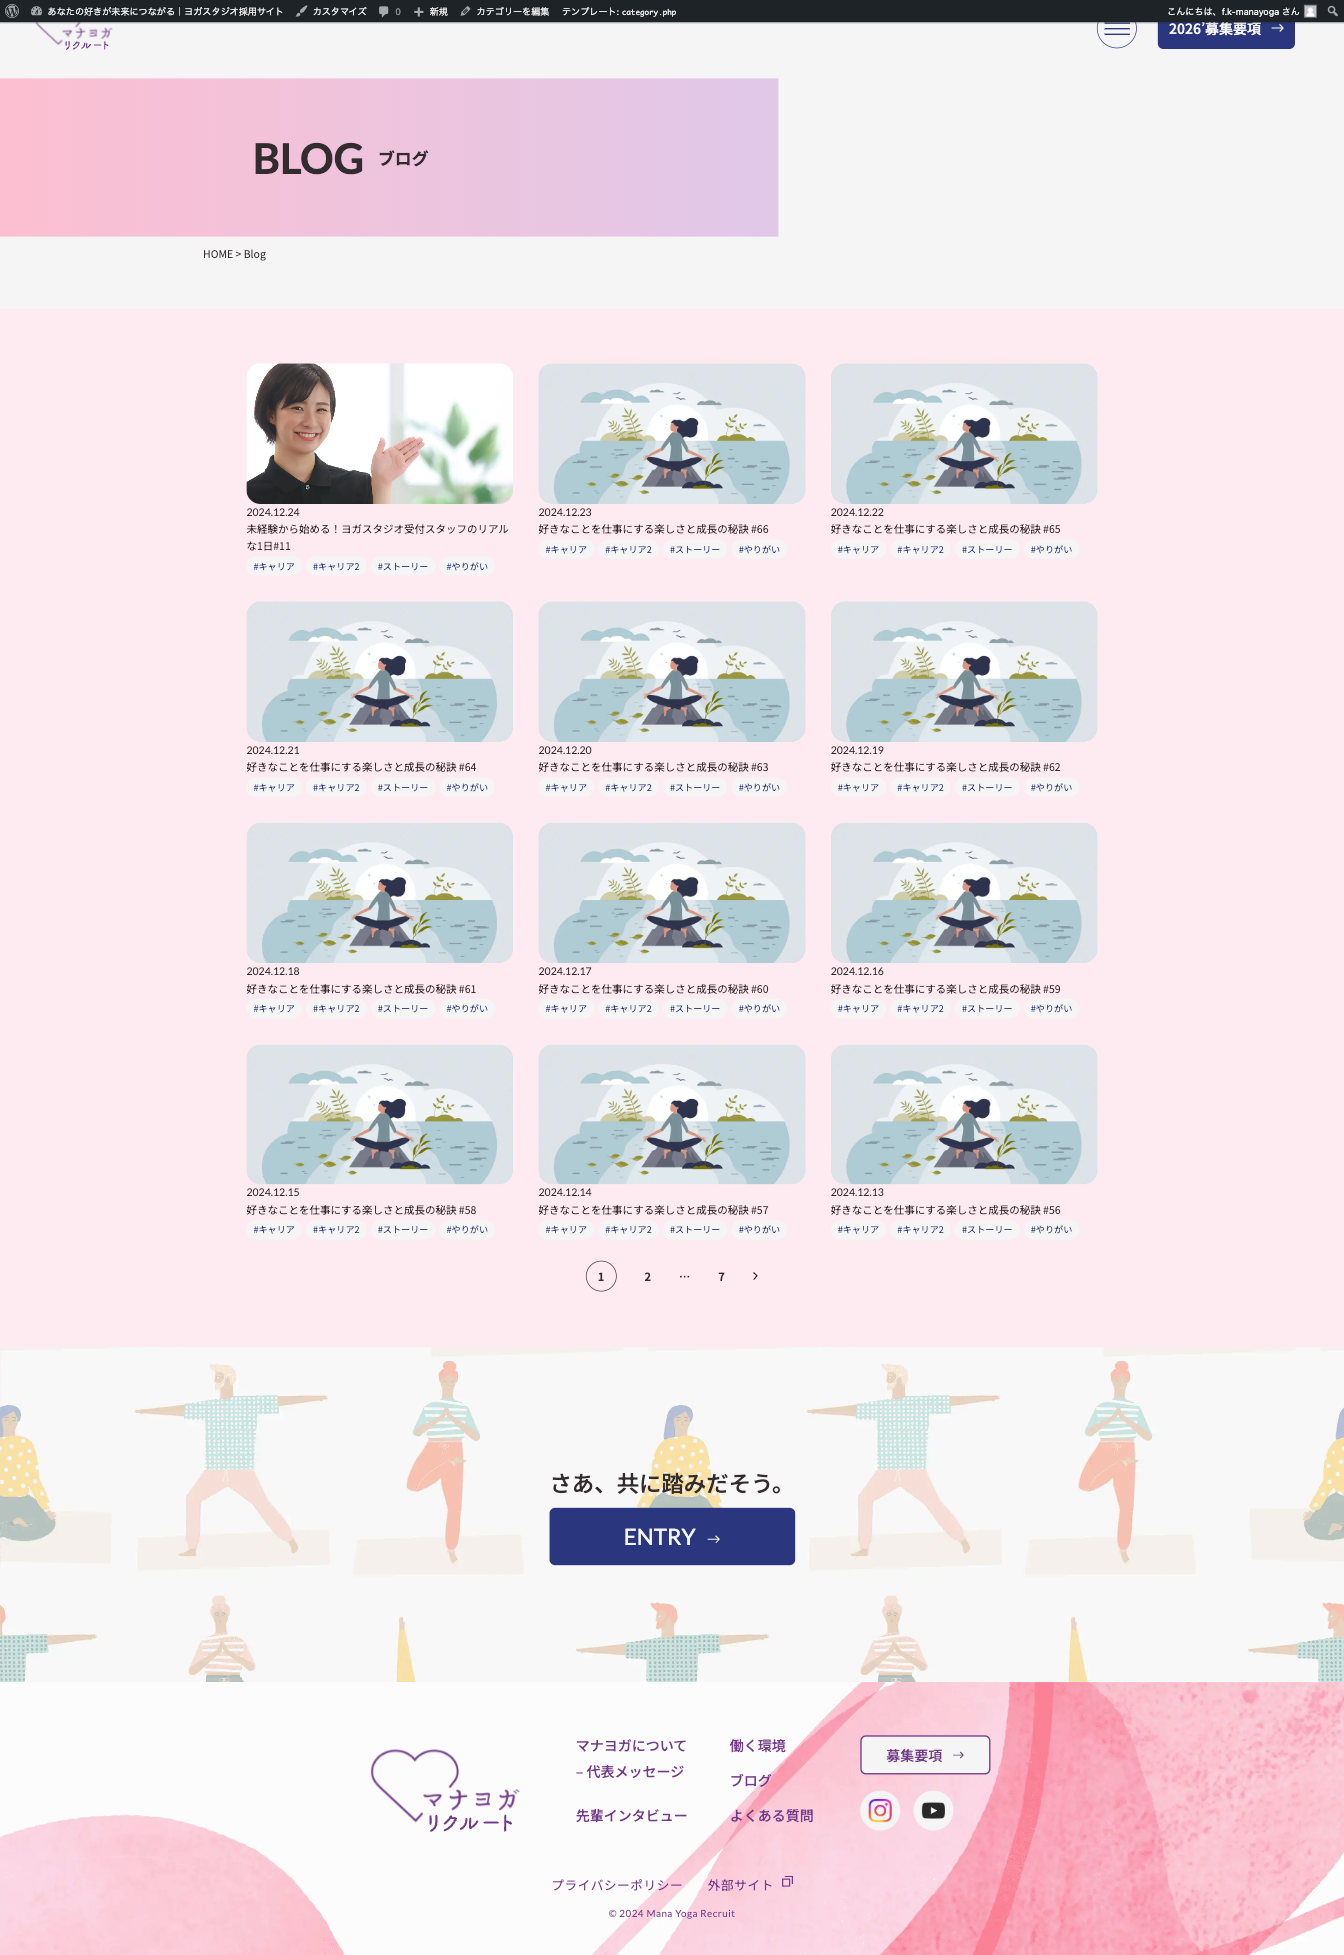 あなたの好きが未来につながる｜ヨガスタジオ採用サイト カスタマイズ 0 新規 カテゴリーを編集 テンプレート: category.php こんにちは、f.k-manayoga さん
マナヨガ
リクルート
2026'募集要項 →
BLOG ブログ
HOME > Blog
2024.12.24
未経験から始める！ヨガスタジオ受付スタッフのリアル
な1日#11
#キャリア #キャリア2 #ストーリー #やりがい
2024.12.23
好きなことを仕事にする楽しさと成長の秘訣 #66
#キャリア #キャリア2 #ストーリー #やりがい
2024.12.22
好きなことを仕事にする楽しさと成長の秘訣 #65
#キャリア #キャリア2 #ストーリー #やりがい
2024.12.21
好きなことを仕事にする楽しさと成長の秘訣 #64
#キャリア #キャリア2 #ストーリー #やりがい
2024.12.20
好きなことを仕事にする楽しさと成長の秘訣 #63
#キャリア #キャリア2 #ストーリー #やりがい
2024.12.19
好きなことを仕事にする楽しさと成長の秘訣 #62
#キャリア #キャリア2 #ストーリー #やりがい
2024.12.18
好きなことを仕事にする楽しさと成長の秘訣 #61
#キャリア #キャリア2 #ストーリー #やりがい
2024.12.17
好きなことを仕事にする楽しさと成長の秘訣 #60
#キャリア #キャリア2 #ストーリー #やりがい
2024.12.16
好きなことを仕事にする楽しさと成長の秘訣 #59
#キャリア #キャリア2 #ストーリー #やりがい
2024.12.15
好きなことを仕事にする楽しさと成長の秘訣 #58
#キャリア #キャリア2 #ストーリー #やりがい
2024.12.14
好きなことを仕事にする楽しさと成長の秘訣 #57
#キャリア #キャリア2 #ストーリー #やりがい
2024.12.13
好きなことを仕事にする楽しさと成長の秘訣 #56
#キャリア #キャリア2 #ストーリー #やりがい
1 2 … 7 >
さあ、共に踏みだそう。
ENTRY →
マナヨガ
リクルート
マナヨガについて
– 代表メッセージ
先輩インタビュー
働く環境
ブログ
よくある質問
募集要項 →
プライバシーポリシー 外部サイト
© 2024 Mana Yoga Recruit